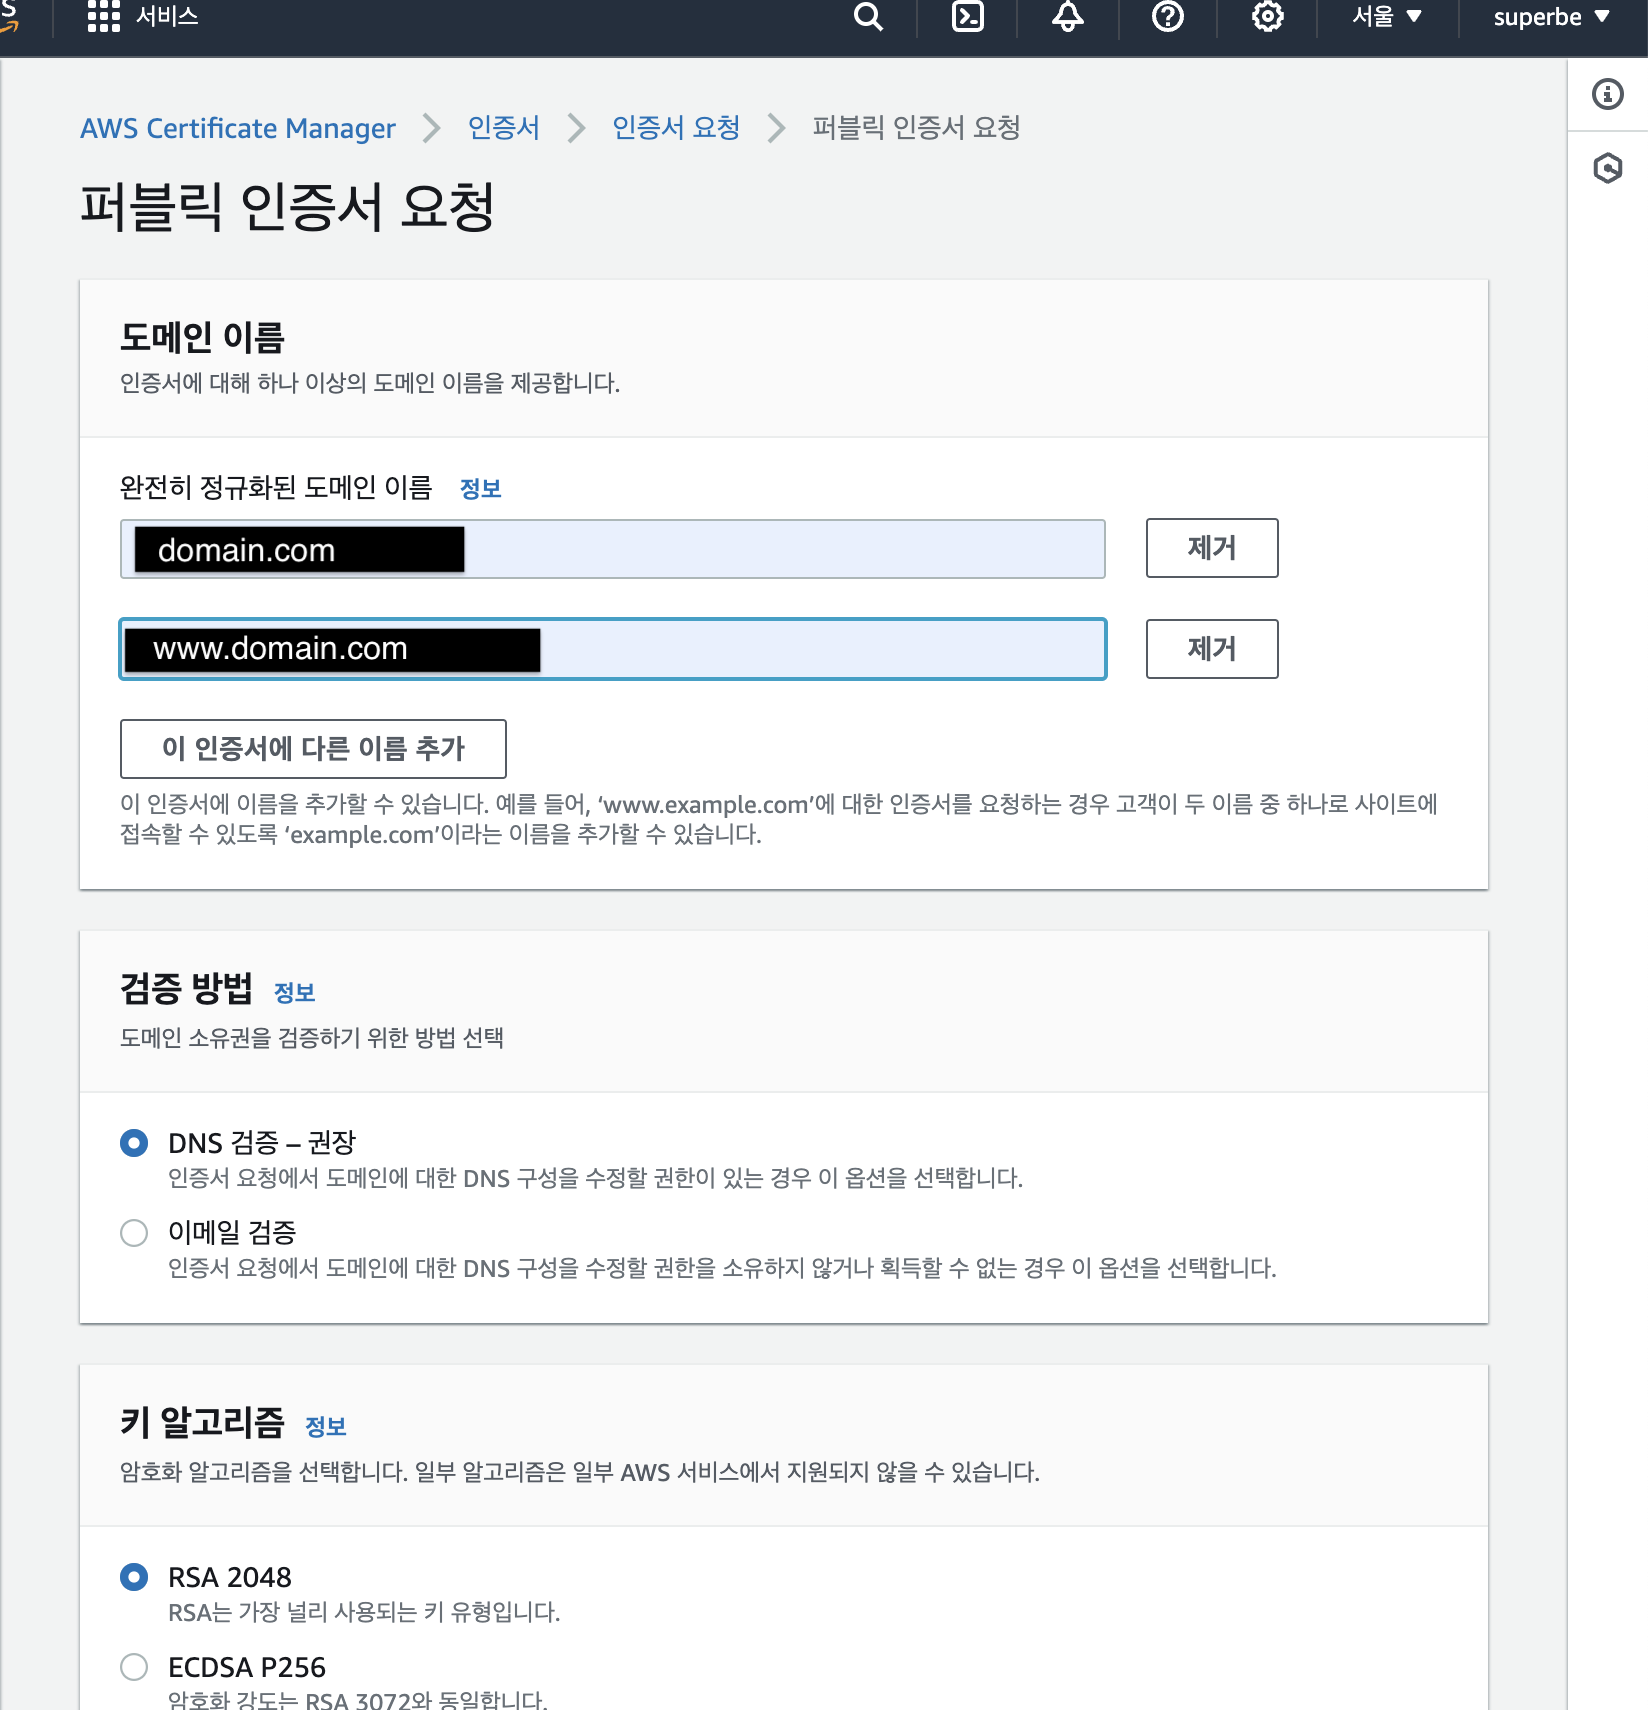 서비스
서울 ▼
superbe ▼
AWS Certificate Manager > 인증서 > 인증서 요청 > 퍼블릭 인증서 요청
퍼블릭 인증서 요청
도메인 이름
인증서에 대해 하나 이상의 도메인 이름을 제공합니다.
완전히 정규화된 도메인 이름 정보
domain.com
제거
www.domain.com
제거
이 인증서에 다른 이름 추가
이 인증서에 이름을 추가할 수 있습니다. 예를 들어, ‘www.example.com’에 대한 인증서를 요청하는 경우 고객이 두 이름 중 하나로 사이트에
접속할 수 있도록 ‘example.com’이라는 이름을 추가할 수 있습니다.
검증 방법 정보
도메인 소유권을 검증하기 위한 방법 선택
DNS 검증 – 권장
인증서 요청에서 도메인에 대한 DNS 구성을 수정할 권한이 있는 경우 이 옵션을 선택합니다.
이메일 검증
인증서 요청에서 도메인에 대한 DNS 구성을 수정할 권한을 소유하지 않거나 획득할 수 없는 경우 이 옵션을 선택합니다.
키 알고리즘 정보
암호화 알고리즘을 선택합니다. 일부 알고리즘은 일부 AWS 서비스에서 지원되지 않을 수 있습니다.
RSA 2048
RSA는 가장 널리 사용되는 키 유형입니다.
ECDSA P256
암호화 강도는 RSA 3072와 동일합니다.